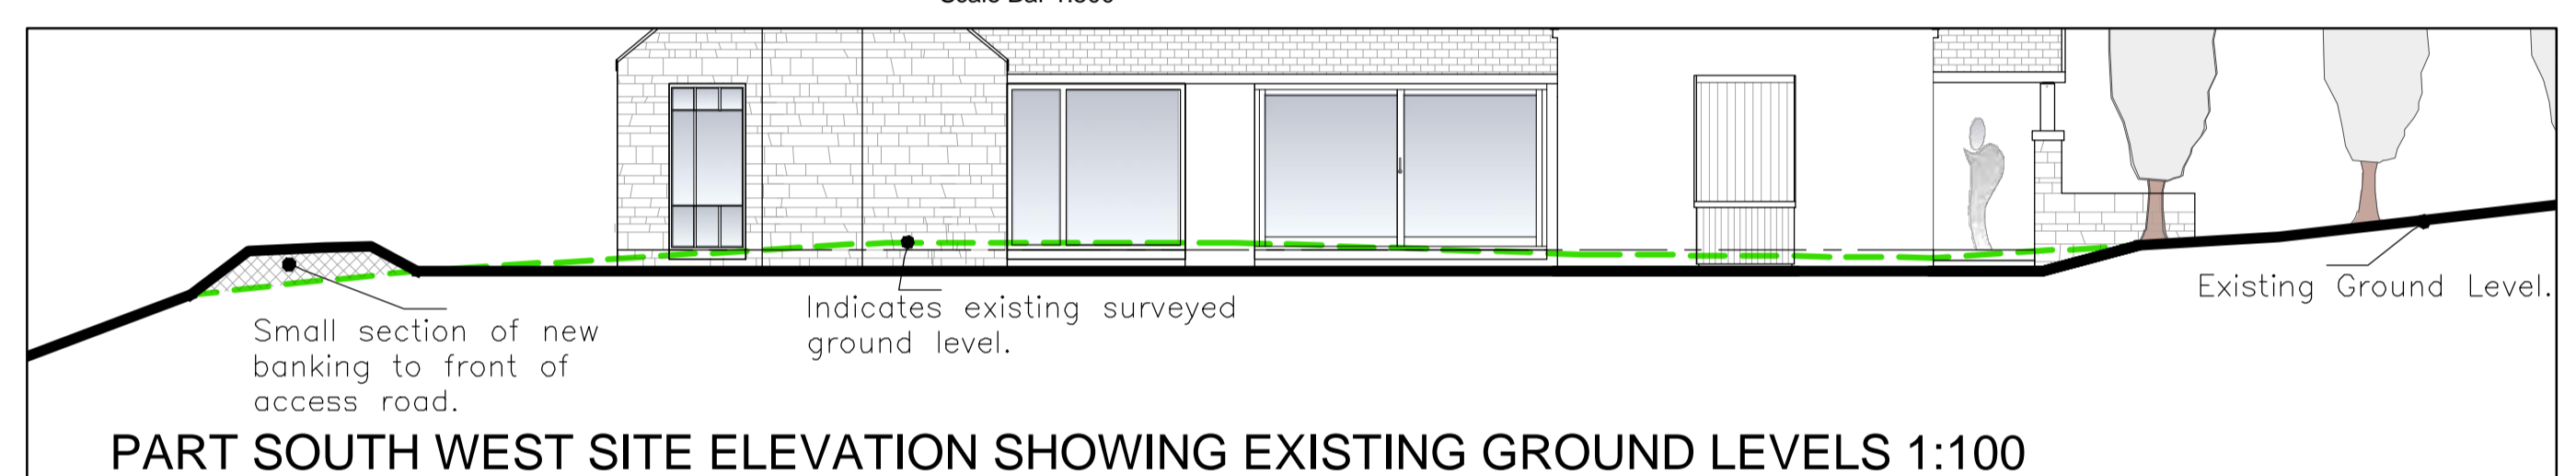 Small section of new
banking to front of
access road.
Indicates existing surveyed
ground level.
Existing Ground Level.
PART SOUTH WEST SITE ELEVATION SHOWING EXISTING GROUND LEVELS 1:100